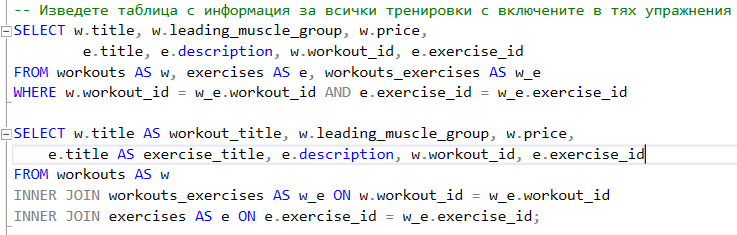 -- Изведете таблица с информация за всички тренировки с включените в тях упражнения
SELECT w.title, w.leading_muscle_group, w.price,
e.title, e.description, w.workout_id, e.exercise_id
FROM workouts AS w, exercises AS e, workouts_exercises AS w_e
WHERE w.workout_id = w_e.workout_id AND e.exercise_id = w_e.exercise_id
SELECT w.title AS workout_title, w.leading_muscle_group, w.price,
e.title AS exercise_title, e.description, w.workout_id, e.exercise_id
FROM workouts AS w
INNER JOIN workouts_exercises AS w_e ON w.workout_id = w_e.workout_id
INNER JOIN exercises AS e ON e.exercise_id = w_e.exercise_id;